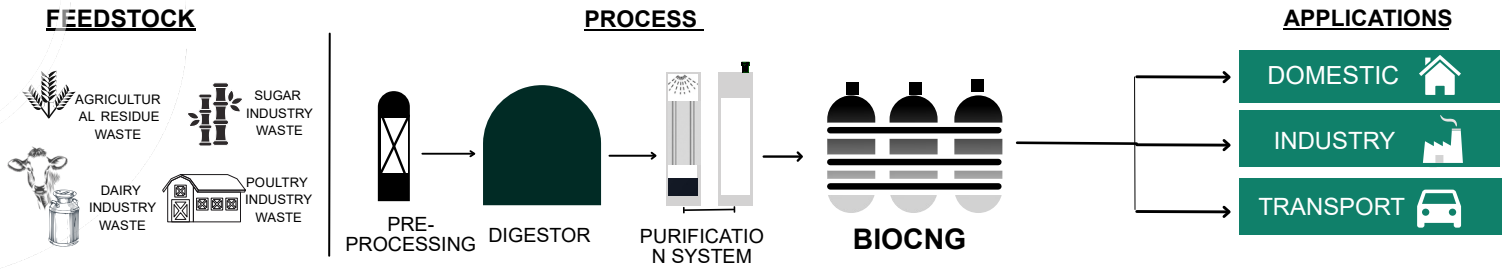 FEEDSTOCK
AGRICULTUR
AL RESIDUE
WASTE
SUGAR
INDUSTRY
WASTE
DAIRY
INDUSTRY
WASTE
POULTRY
INDUSTRY
WASTE
PROCESS
PRE-
PROCESSING
DIGESTOR
PURIFICATIO
N SYSTEM
BIOCNG
APPLICATIONS
DOMESTIC
INDUSTRY
TRANSPORT